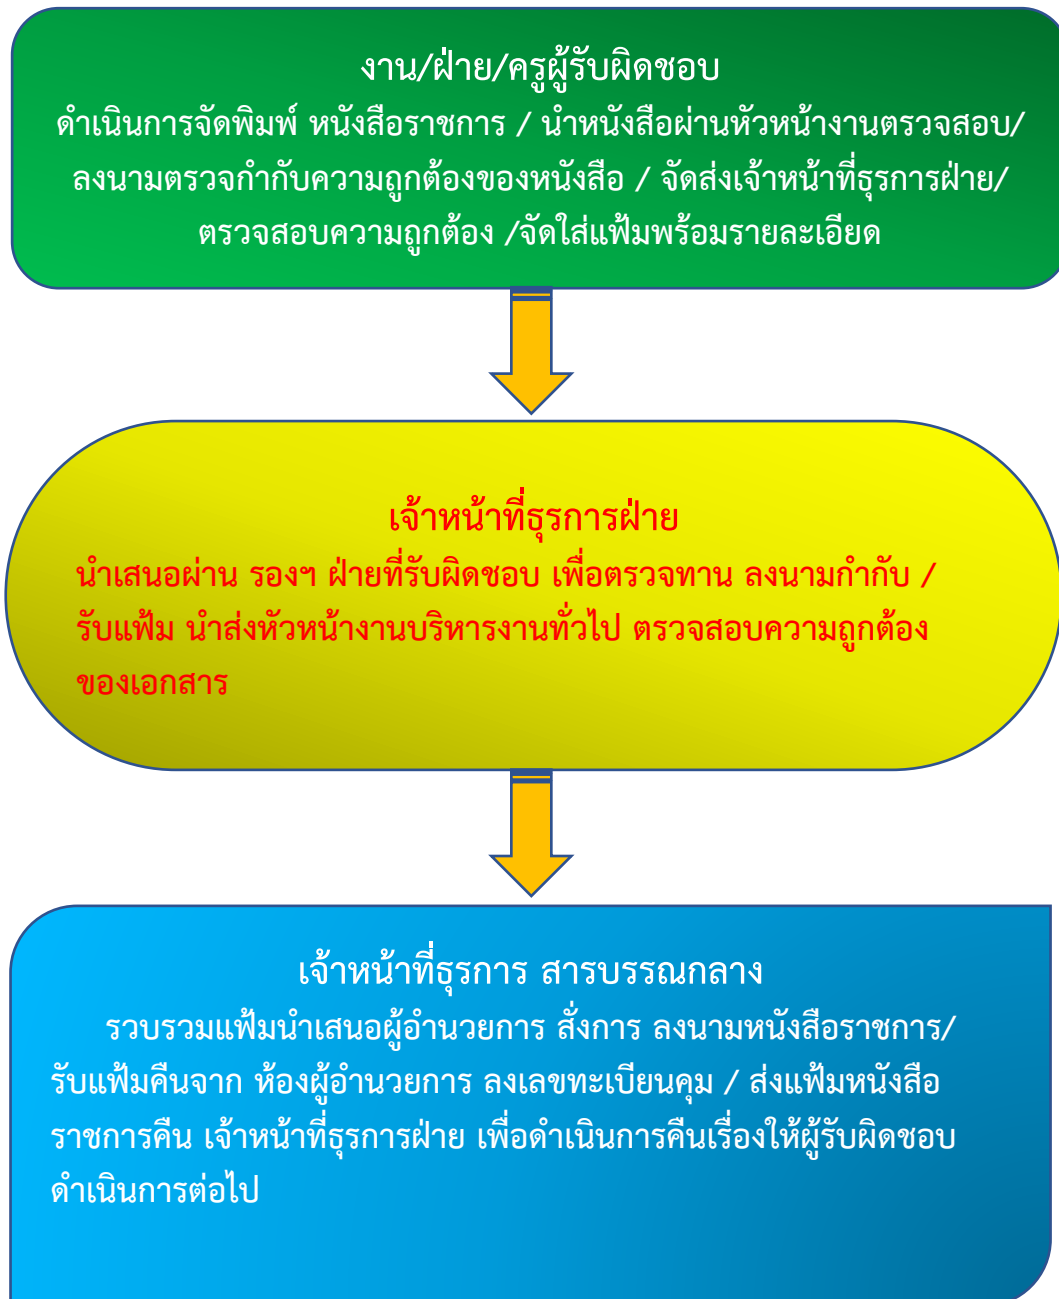 งาน/ฝ่าย/ครูผู้รับผิดชอบ
ดำเนินการจัดพิมพ์ หนังสือราชการ / นำหนังสือผ่านหัวหน้างานตรวจสอบ/
ลงนามตรวจกำกับความถูกต้องของหนังสือ / จัดส่งเจ้าหน้าที่ธุรการฝ่าย/
ตรวจสอบความถูกต้อง /จัดใส่แฟ้มพร้อมรายละเอียด
เจ้าหน้าที่ธุรการฝ่าย
นำเสนอผ่าน รองฯ ฝ่ายที่รับผิดชอบ เพื่อตรวจทาน ลงนามกำกับ /
รับแฟ้ม นำส่งหัวหน้างานบริหารงานทั่วไป ตรวจสอบความถูกต้อง
ของเอกสาร
เจ้าหน้าที่ธุรการ สารบรรณกลาง
รวบรวมแฟ้มนำเสนอผู้อำนวยการ สั่งการ ลงนามหนังสือราชการ/
รับแฟ้มคืนจาก ห้องผู้อำนวยการ ลงเลขทะเบียนคุม / ส่งแฟ้มหนังสือ
ราชการคืน เจ้าหน้าที่ธุรการฝ่าย เพื่อดำเนินการคืนเรื่องให้ผู้รับผิดชอบ
ดำเนินการต่อไป